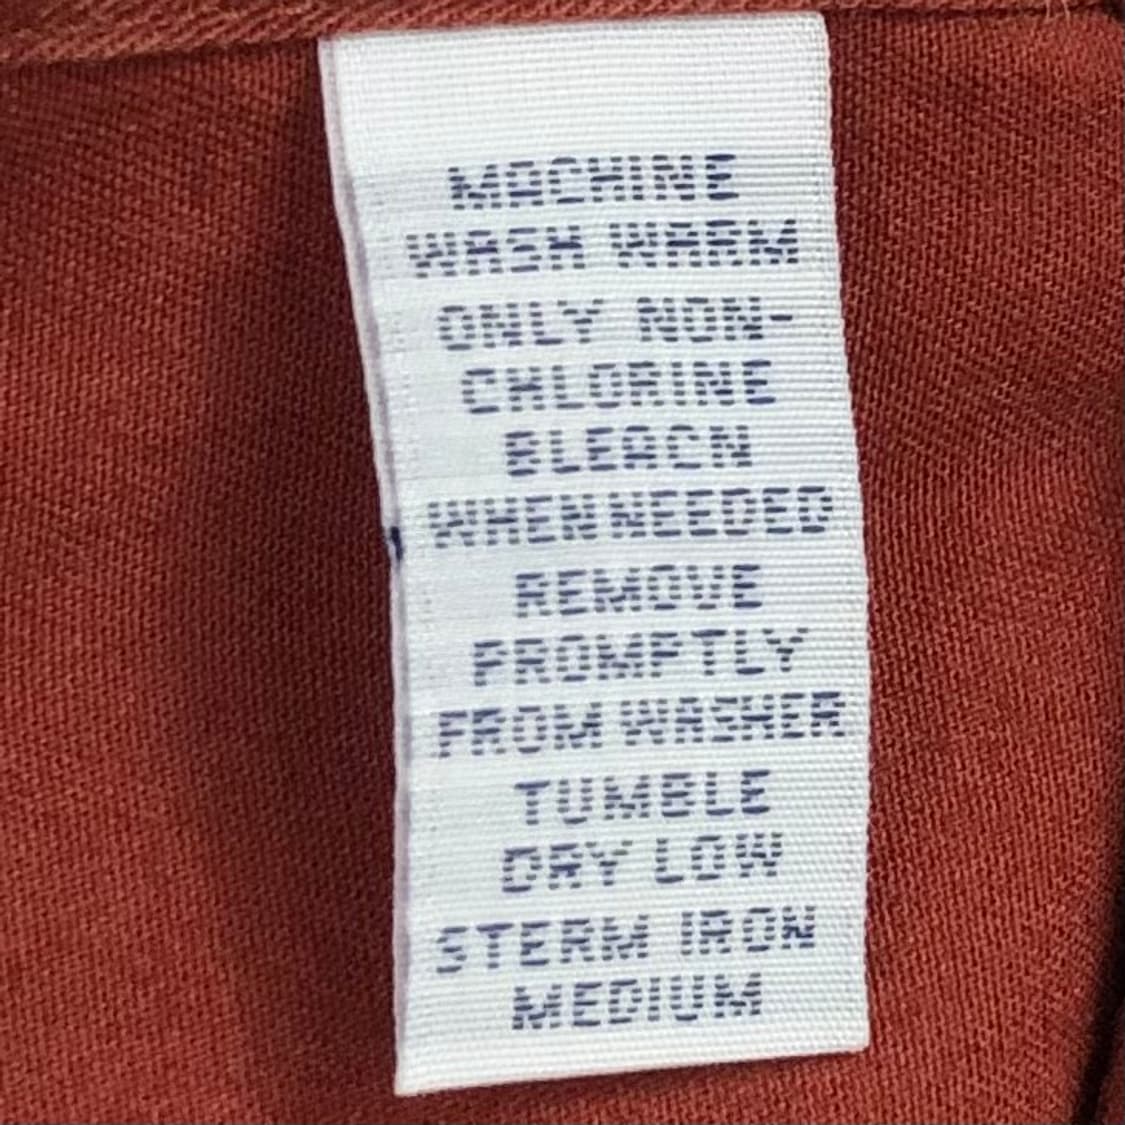 MACHINE
WASH WARM
ONLY NON-
CHLORINE
BLEACN
WHEN NEEDED
REMOVE
PROMPTLY
FROM WASHER
TUMBLE
DRY LOW
STERM IRON
MEDIUM